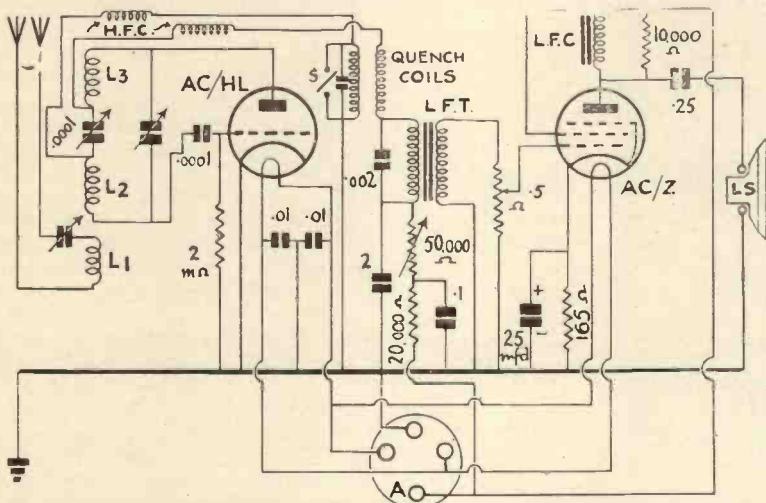 H.F.C.
L3
.0001
L2
L1
.0001
AC/HL
S
QUENCH
COILS
L.F.T.
.002
.01 .01
2
mΩ
2
50,000
Ω
20,000 Ω
.1
.5
Ω
L.F.C
10,000
Ω
.25
AC/Z.
LS
+
-
25
m/d
165
Ω
A